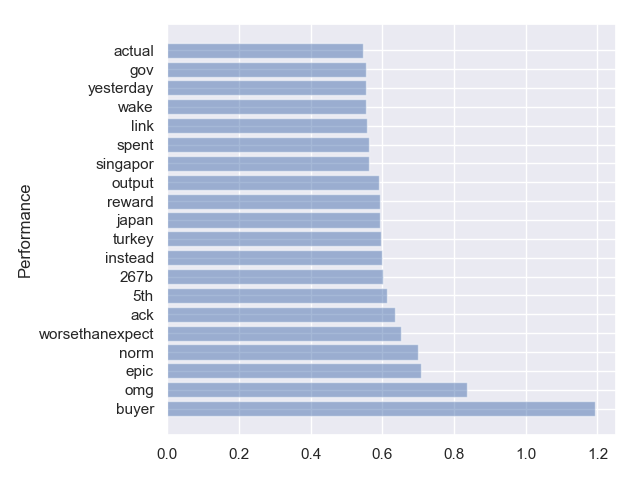 Performance
actual
gov
yesterday
wake
link
spent
singapor
output
reward
japan
turkey
instead
267b
5th
ack
worsethanexpect
norm
epic
omg
buyer
0.0 0.2 0.4 0.6 0.8 1.0 1.2